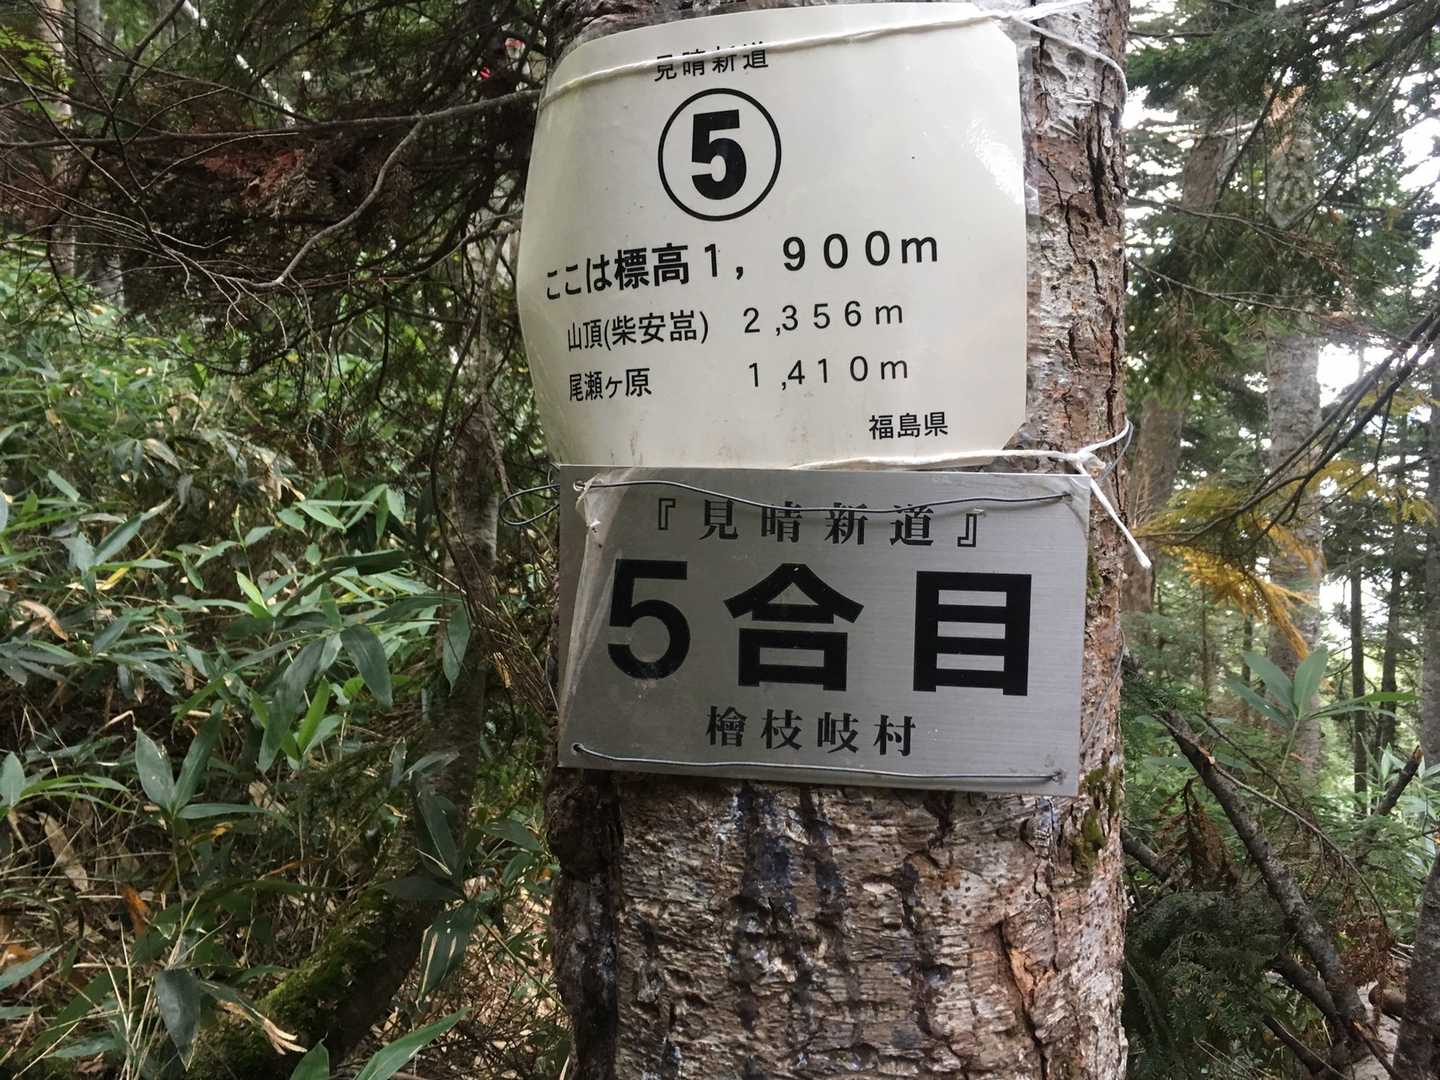 見晴新道
⑤
ここは標高1，900m
山頂(柴安嵓) 2,356m
尾瀬ヶ原 1,410m
福島県
『見晴新道』
5合目
檜枝岐村